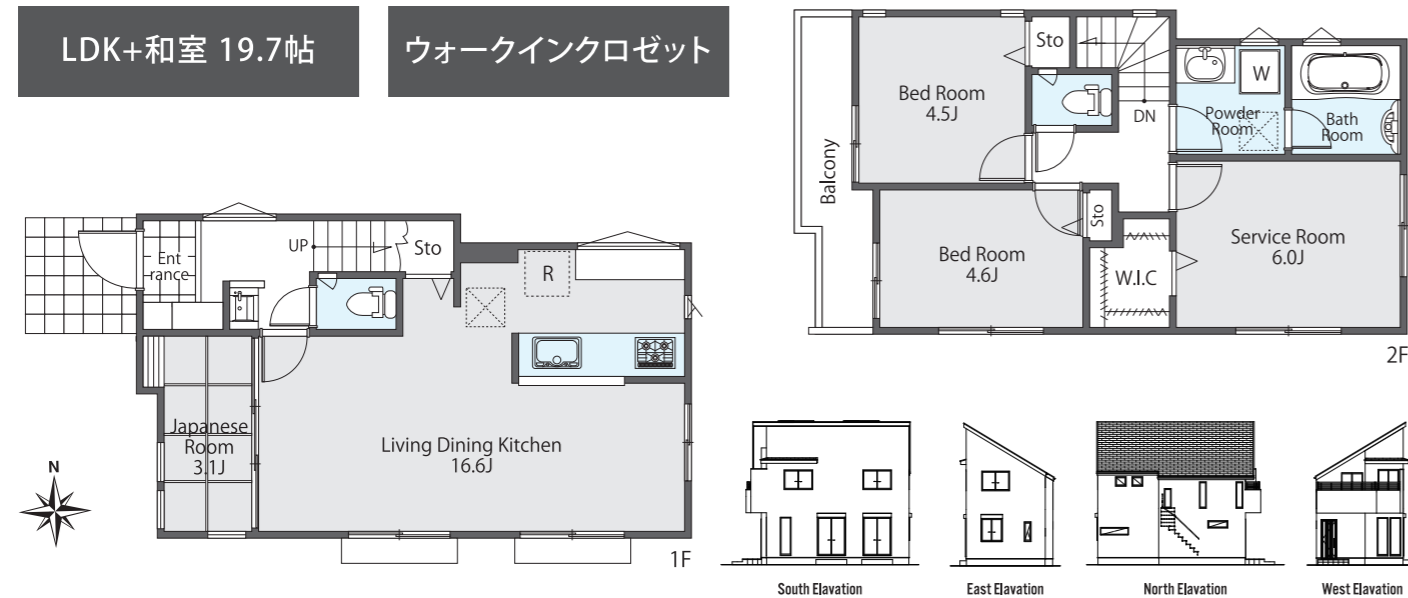 LDK+和室 19.7帖
ウォークインクロゼット
Ent
rance
UP
Sto
R
Japanese
Room
3.1J
Living Dining Kitchen
16.6J
N
1F
Bed Room
4.5J
Sto
DN
W
Powder
Room
Bath
Room
Balcony
Bed Room
4.6J
Sto
W.I.C
Service Room
6.0J
2F
South Elavation
East Elavation
North Elavation
West Elavation